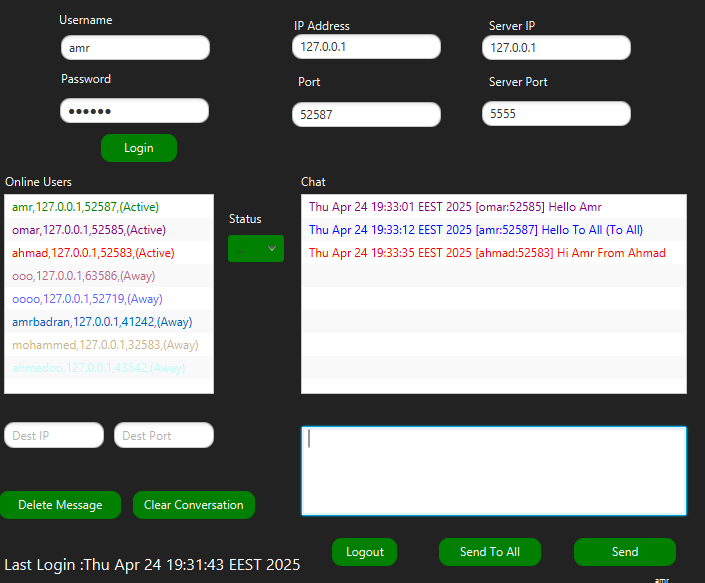 Username
amr
Password
●●●●●●
Login
IP Address
127.0.0.1
Port
52587
Server IP
127.0.0.1
Server Port
5555
Online Users
amr,127.0.0.1,52587,(Active)
omar,127.0.0.1,52585,(Active)
ahmad,127.0.0.1,52583,(Active)
ooo,127.0.0.1,63586,(Away)
oooo,127.0.0.1,52719,(Away)
amrbadran,127.0.0.1,41242,(Away)
mohammed,127.0.0.1,32583,(Away)
ahmedoo,127.0.0.1,43542,(Away)
Status
...
Chat
Thu Apr 24 19:33:01 EEST 2025 [omar:52585] Hello Amr
Thu Apr 24 19:33:12 EEST 2025 [amr:52587] Hello To All (To All)
Thu Apr 24 19:33:35 EEST 2025 [ahmad:52583] Hi Amr From Ahmad
Dest IP
Dest Port
Delete Message
Clear Conversation
Logout
Send To All
Send
Last Login :Thu Apr 24 19:31:43 EEST 2025
amr